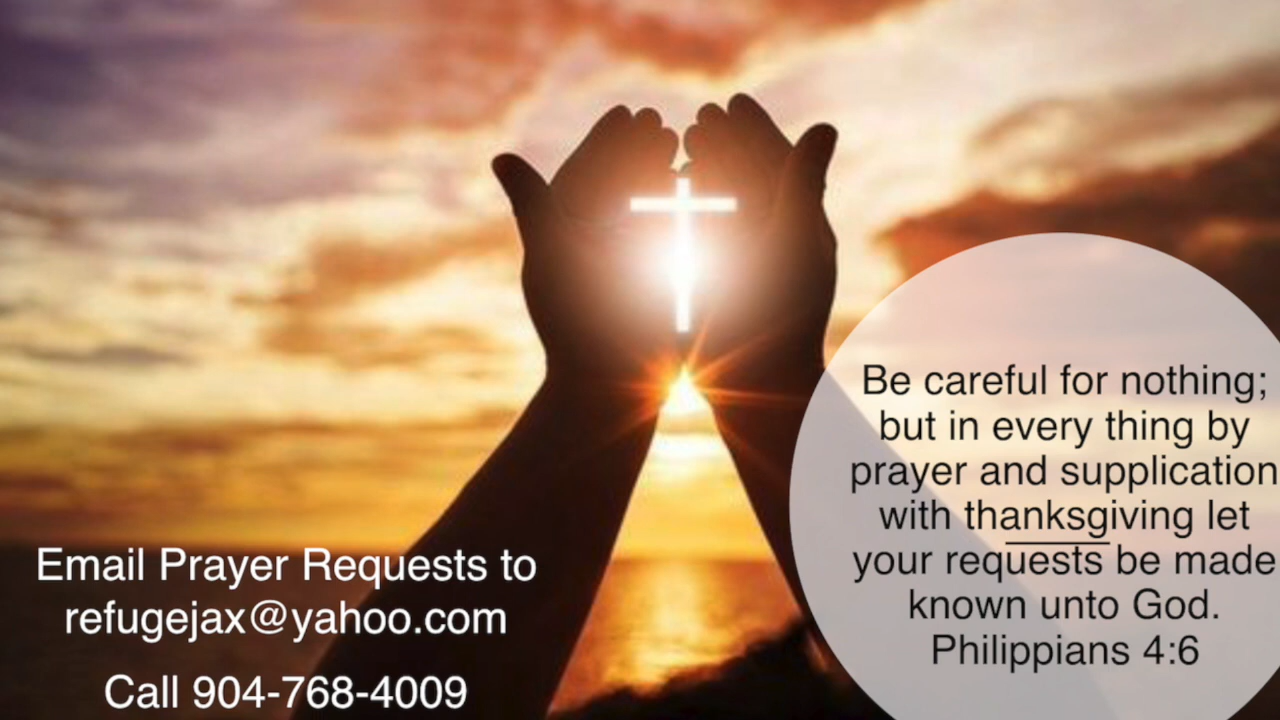 Email Prayer Requests to
refugejax@yahoo.com
Call 904-768-4009
Be careful for nothing;
but in every thing by
prayer and supplication
with thanksgiving let
your requests be made
known unto God.
Philippians 4:6